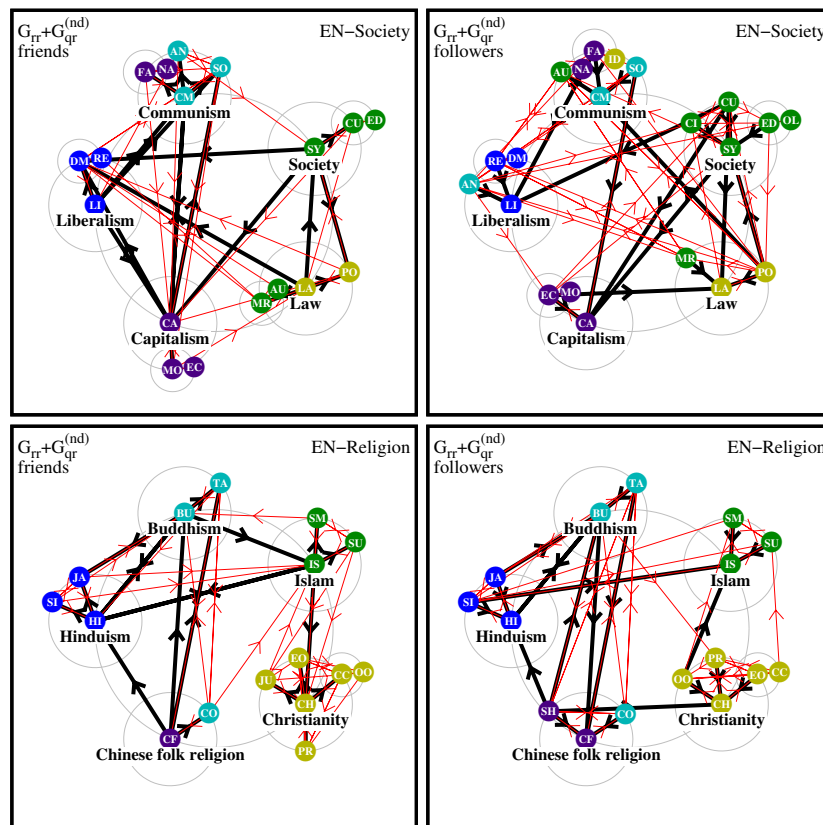 G_rr+G_qr^(nd)
friends
EN−Society
AN
FA
NA
SO
CM
Communism
CU
ED
SY
Society
DM
RE
LI
Liberalism
PO
AU
LA
MR
Law
CA
Capitalism
MO
EC
G_rr+G_qr^(nd)
followers
EN−Society
FA
ID
AU
NA
SO
CM
Communism
CU
CI
ED
OL
SY
Society
RE
DM
AN
LI
Liberalism
MR
PO
LA
Law
EC
MO
CA
Capitalism
G_rr+G_qr^(nd)
friends
EN−Religion
TA
BU
Buddhism
SM
SU
IS
Islam
JA
SI
HI
Hinduism
EO
JU
CC
OO
CH
Christianity
CO
CF
Chinese folk religion
PR
G_rr+G_qr^(nd)
followers
EN−Religion
TA
BU
Buddhism
SM
SU
IS
Islam
JA
SI
HI
Hinduism
PR
OO
EO
CC
CH
Christianity
SH
CO
CF
Chinese folk religion